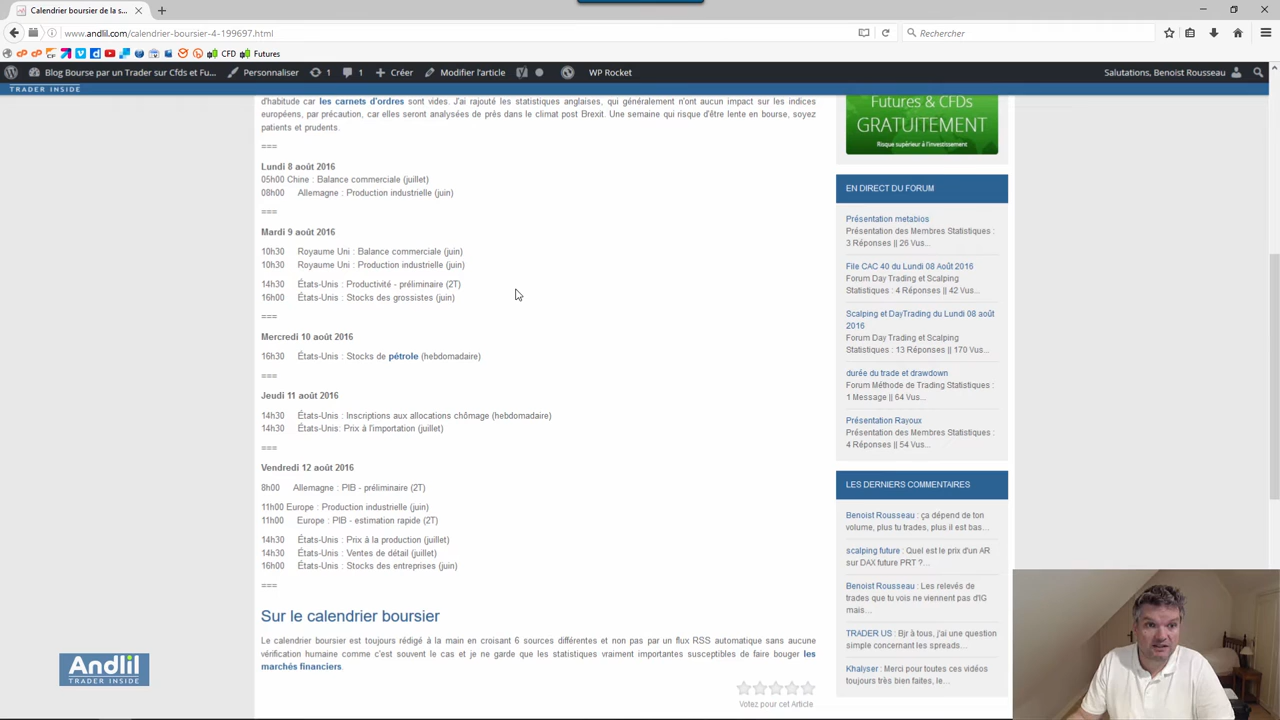 Calendrier boursier de la s...
www.andlil.com/calendrier-boursier-4-199697.html
Rechercher
CFD
Futures
Blog Bourse par un Trader sur Cfds et Fu...
Personnaliser
1
1
Créer
Modifier l'article
WP Rocket
Salutations, Benoist Rousseau
TRADER INSIDE
d'habitude car les carnets d'ordres sont vides. J'ai rajouté les statistiques anglaises, qui généralement n'ont aucun impact sur les indices
européens, par précaution, car elles seront analysées de près dans le climat post Brexit. Une semaine qui risque d'être lente en bourse, soyez
patients et prudents.
===
Lundi 8 août 2016
05h00 Chine : Balance commerciale (juillet)
08h00 Allemagne : Production industrielle (juin)
===
Mardi 9 août 2016
10h30 Royaume Uni : Balance commerciale (juin)
10h30 Royaume Uni : Production industrielle (juin)
14h30 États-Unis : Productivité - préliminaire (2T)
16h00 États-Unis : Stocks des grossistes (juin)
===
Mercredi 10 août 2016
16h30 États-Unis : Stocks de pétrole (hebdomadaire)
===
Jeudi 11 août 2016
14h30 États-Unis : Inscriptions aux allocations chômage (hebdomadaire)
14h30 États-Unis: Prix à l'importation (juillet)
===
Vendredi 12 août 2016
8h00 Allemagne : PIB - préliminaire (2T)
11h00 Europe : Production industrielle (juin)
11h00 Europe : PIB - estimation rapide (2T)
14h30 États-Unis : Prix à la production (juillet)
14h30 États-Unis : Ventes de détail (juillet)
16h00 États-Unis : Stocks des entreprises (juin)
===
Sur le calendrier boursier
Le calendrier boursier est toujours rédigé à la main en croisant 6 sources différentes et non pas par un flux RSS automatique sans aucune
vérification humaine comme c'est souvent le cas et je ne garde que les statistiques vraiment importantes susceptibles de faire bouger les
marchés financiers.
Votez pour cet Article
Futures & CFDs
GRATUITEMENT
Risque supérieur à l'investissement
EN DIRECT DU FORUM
Présentation metabios
Présentation des Membres Statistiques :
3 Réponses || 26 Vus...
File CAC 40 du Lundi 08 Août 2016
Forum Day Trading et Scalping
Statistiques : 4 Réponses || 42 Vus...
Scalping et DayTrading du Lundi 08 août
2016
Forum Day Trading et Scalping
Statistiques : 13 Réponses || 170 Vus...
durée du trade et drawdown
Forum Méthode de Trading Statistiques :
1 Message || 64 Vus...
Présentation Rayoux
Présentation des Membres Statistiques :
4 Réponses || 54 Vus...
LES DERNIERS COMMENTAIRES
Benoist Rousseau : ça dépend de ton
volume, plus tu trades, plus il est bas...
scalping future : Quel est le prix d'un AR
sur DAX future PRT ?...
Benoist Rousseau : Les relevés de
trades que tu vois ne viennent pas d'IG
mais...
TRADER US : Bjr à tous, j'ai une question
simple concernant les spreads...
Khalyser : Merci pour toutes ces vidéos
toujours très bien faites, le...
Andlil
TRADER INSIDE